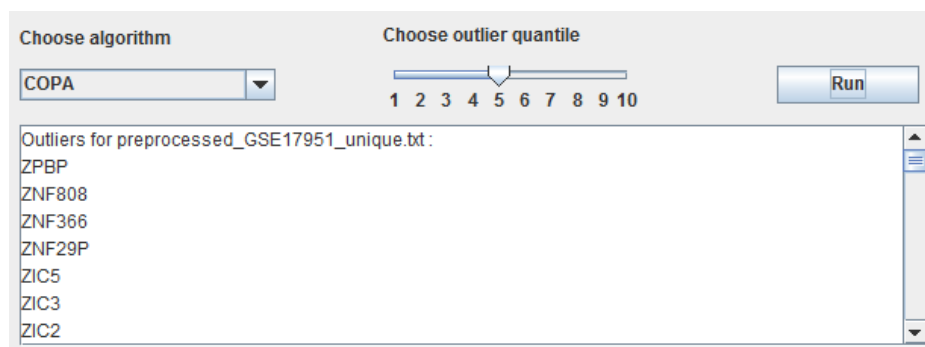 Choose algorithm
Choose outlier quantile
COPA
Run
1 2 3 4 5 6 7 8 9 10
Outliers for preprocessed_GSE17951_unique.txt :
ZPBP
ZNF808
ZNF366
ZNF29P
ZIC5
ZIC3
ZIC2